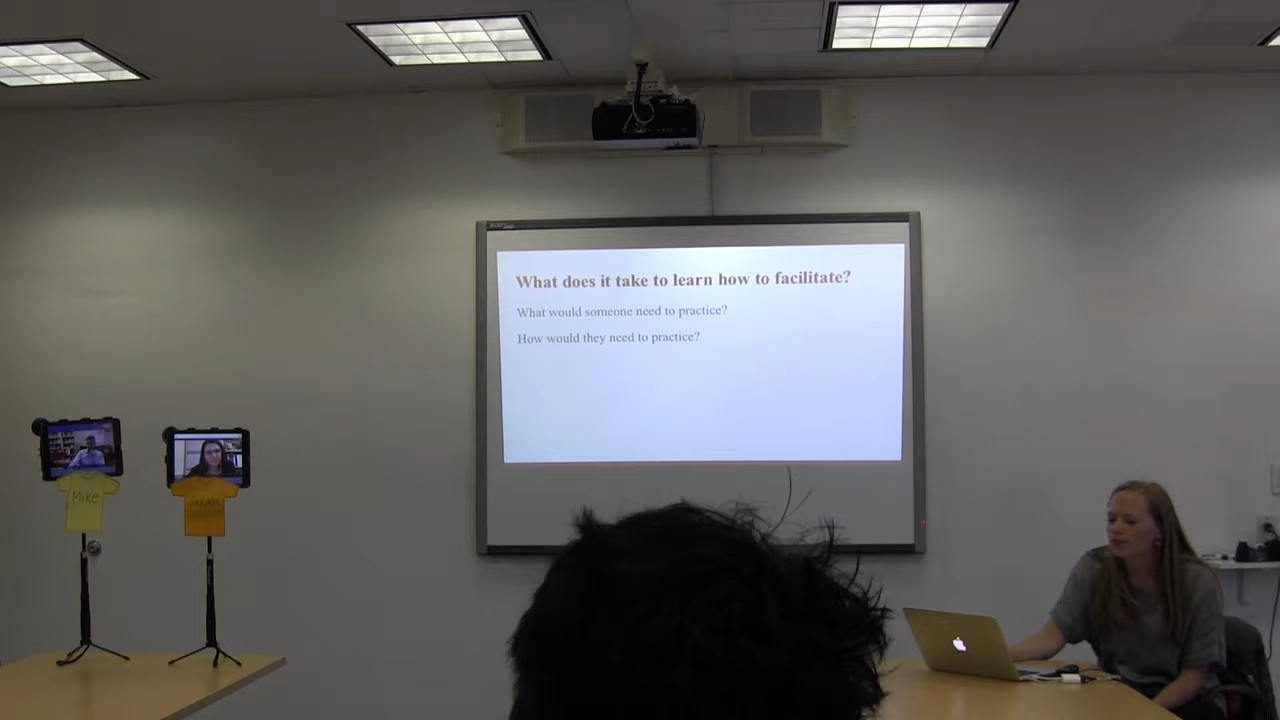 What does it take to learn how to facilitate?
What would someone need to practice?
How would they need to practice?
Mike
SARAH